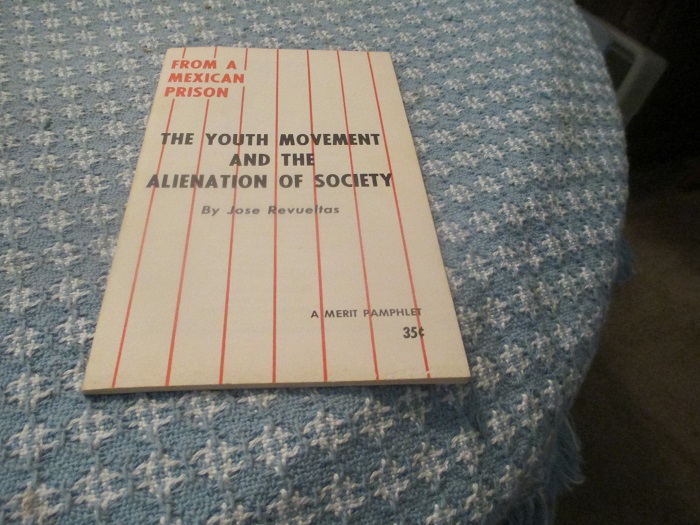 FROM A
MEXICAN
PRISON
THE YOUTH MOVEMENT
AND THE
ALIENATION OF SOCIETY
By Jose Revueltas
A MERIT PAMPHLET
35¢